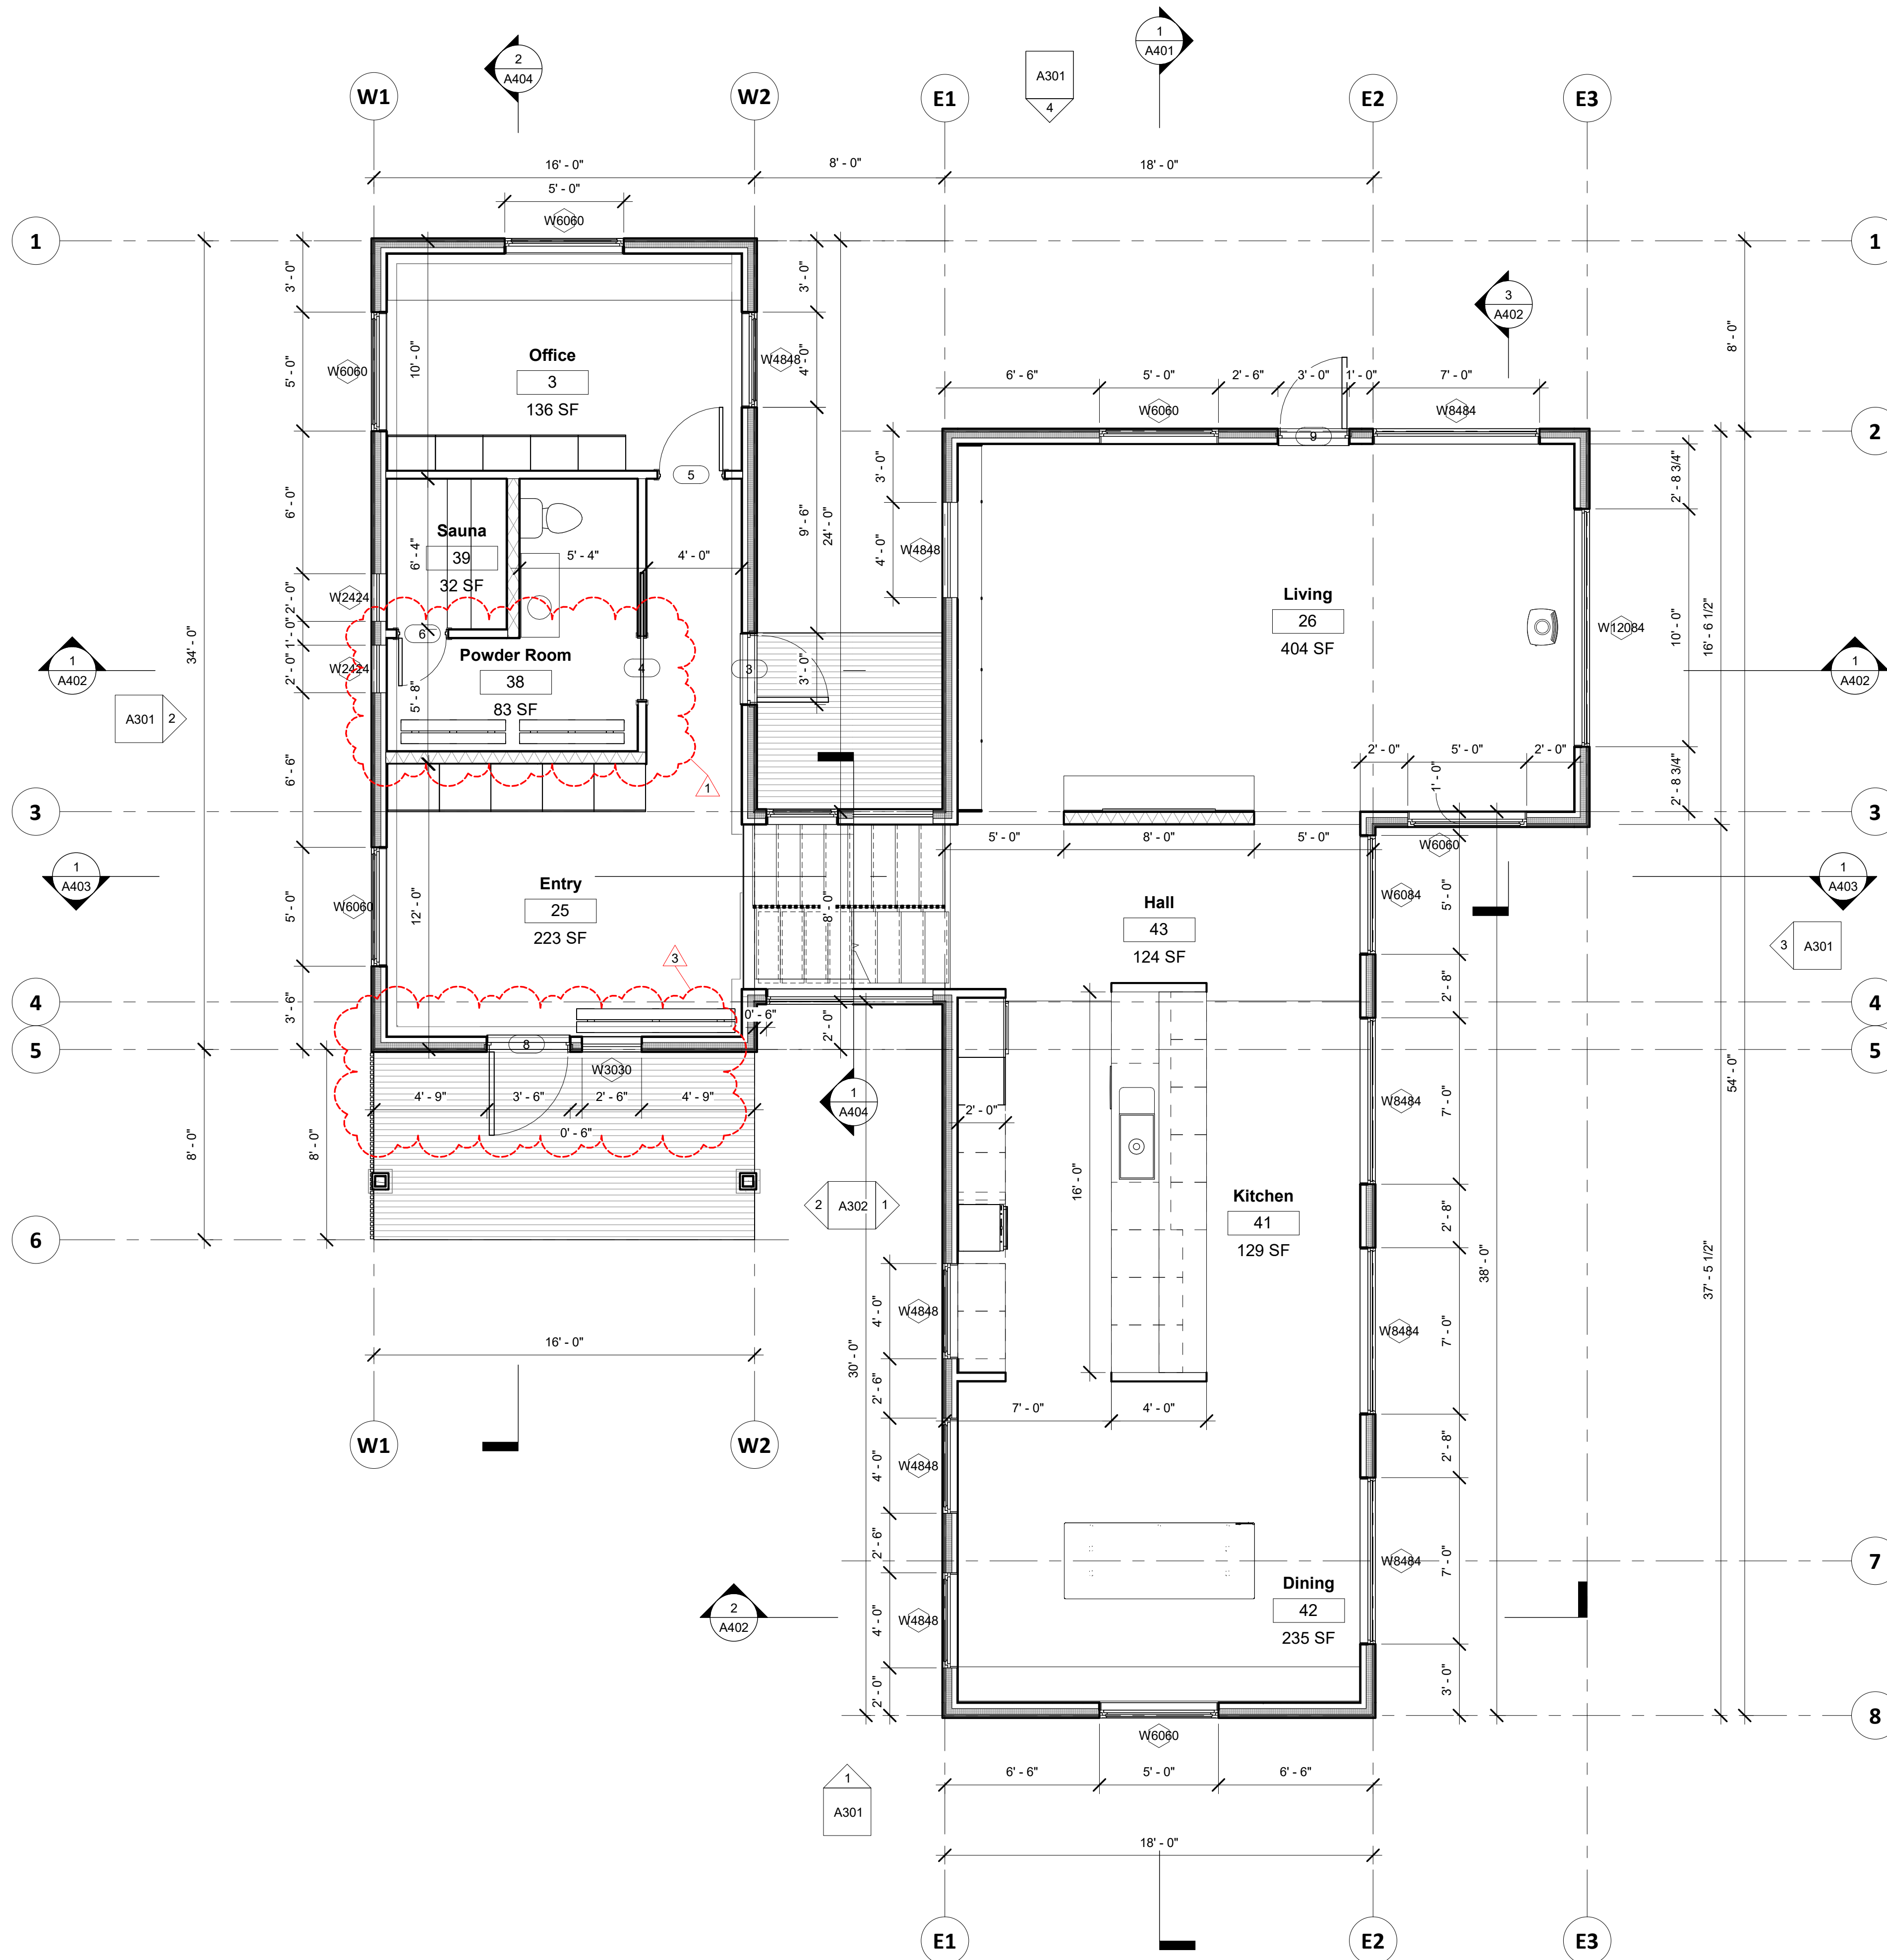 1
A401
2
A404
A301
4
W1
W2
E1
E2
E3
16' - 0"
8' - 0"
18' - 0"
5' - 0"
W6060
1
1
3' - 0"
3' - 0"
3
A402
8' - 0"
Office
3
136 SF
10' - 0"
5' - 0"
W6060
W4848
4' - 0"
6' - 6"
5' - 0"
2' - 6"
3' - 0"
1' - 0"
7' - 0"
W6060
W8484
9
2
2
5
3' - 0"
2' - 8 3/4"
6' - 0"
Sauna
39
32 SF
6' - 4"
5' - 4"
4' - 0"
9' - 6"
24' - 0"
4' - 0"
W4848
W2424
2' - 0"
1' - 0"
6
Living
26
404 SF
W12084
10' - 0"
16' - 6 1/2"
34' - 0"
1
A402
Powder Room
38
83 SF
4
3
3' - 0"
W2424
2' - 0"
5' - 8"
1
A402
A301
2
6' - 6"
1
2' - 0"
5' - 0"
2' - 0"
1' - 0"
2' - 8 3/4"
3
3
5' - 0"
8' - 0"
5' - 0"
W6060
1
A403
Entry
25
223 SF
W6060
5' - 0"
12' - 0"
8' - 0"
Hall
43
124 SF
W6084
5' - 0"
1
A403
3
A301
3
2' - 8"
4
4
3' - 6"
0' - 6"
2' - 0"
5
5
8
W3030
4' - 9"
3' - 6"
2' - 6"
4' - 9"
0' - 6"
1
A404
2' - 0"
W8484
7' - 0"
54' - 0"
8' - 0"
8' - 0"
16' - 0"
2
A302
1
Kitchen
41
129 SF
2' - 8"
6
38' - 0"
37' - 5 1/2"
4' - 0"
W4848
W8484
7' - 0"
16' - 0"
30' - 0"
2' - 6"
7' - 0"
4' - 0"
W1
W2
2' - 8"
4' - 0"
W4848
2' - 6"
W8484
7' - 0"
7
Dining
42
235 SF
2
A402
4' - 0"
W4848
2' - 0"
3' - 0"
8
W6060
6' - 6"
5' - 0"
6' - 6"
1
A301
18' - 0"
E1
E2
E3